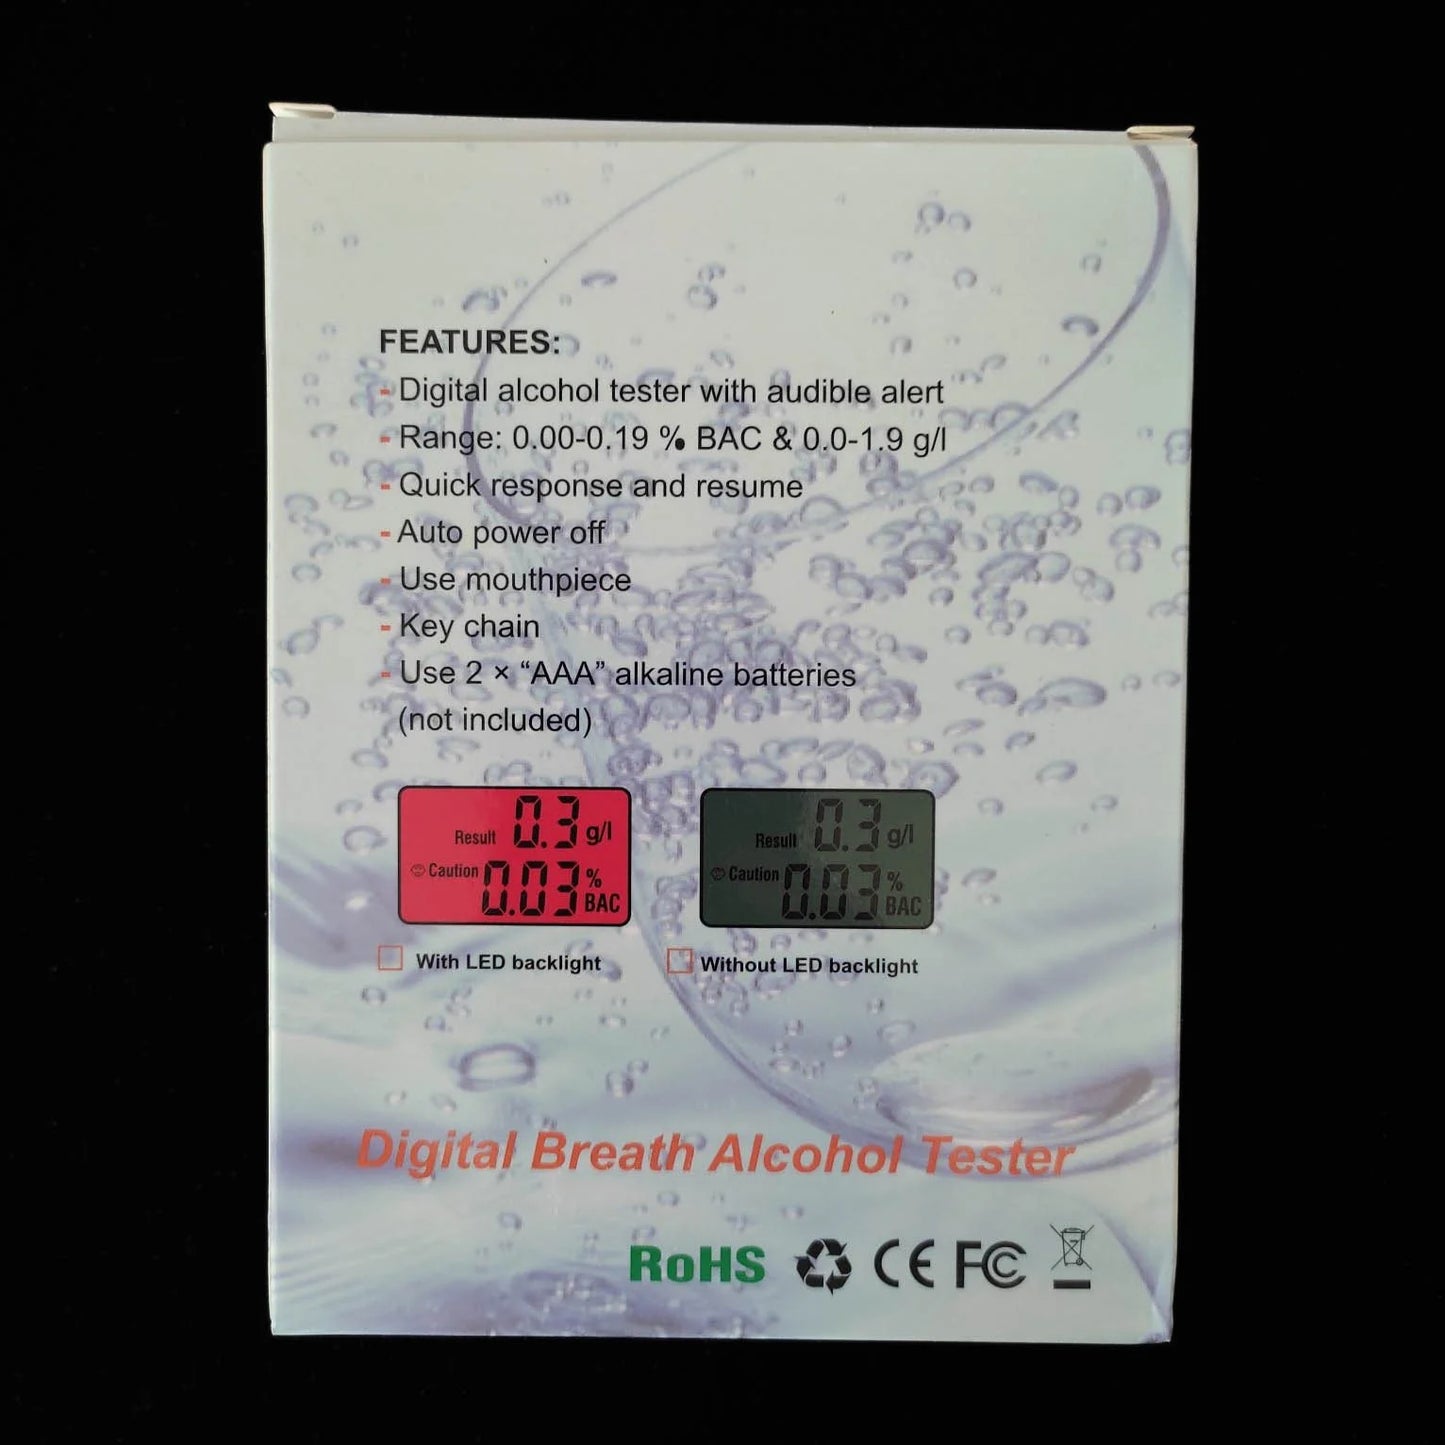 FEATURES:
- Digital alcohol tester with audible alert
- Range: 0.00-0.19 % BAC & 0.0-1.9 g/l
- Quick response and resume
- Auto power off
- Use mouthpiece
- Key chain
- Use 2 × “AAA” alkaline batteries
(not included)
Result 0.3 g/l
Caution 0.03 % BAC
Result 0.3 g/l
Caution 0.03 % BAC
With LED backlight
Without LED backlight
Digital Breath Alcohol Tester
RoHS CE FC